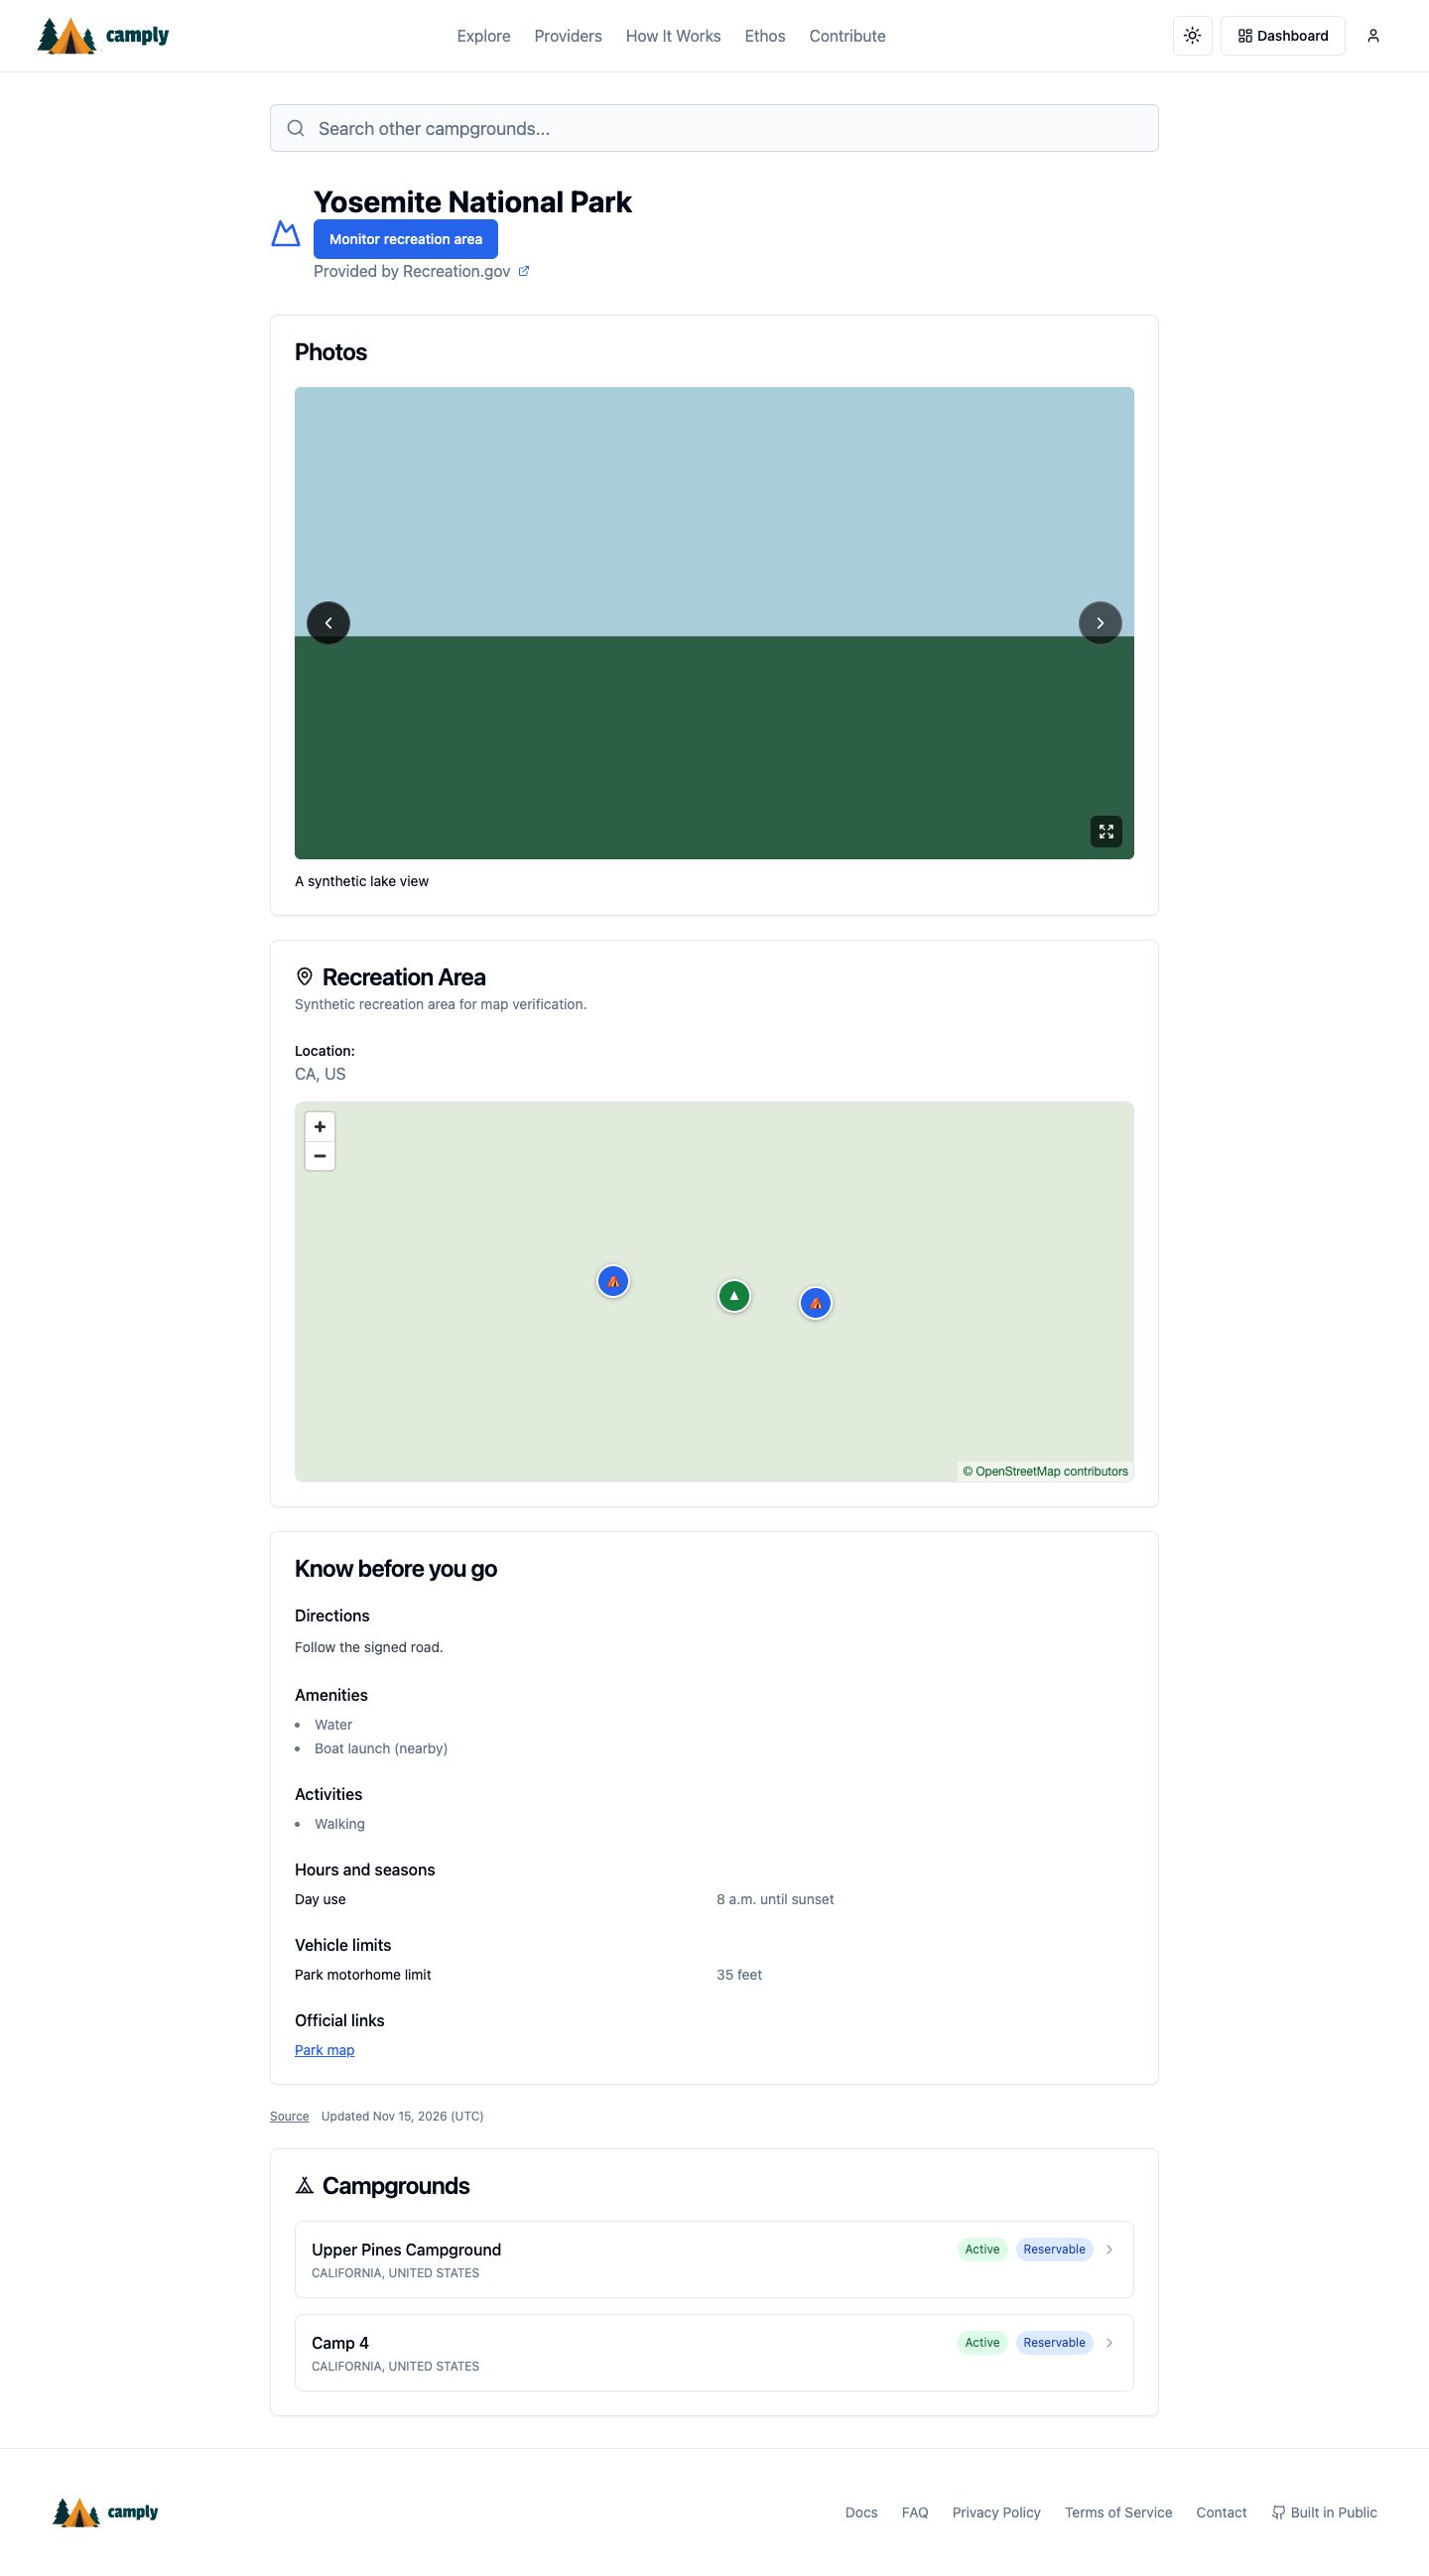 camply
Explore Providers How It Works Ethos Contribute
Dashboard
Search other campgrounds...
Yosemite National Park
Monitor recreation area
Provided by Recreation.gov
Photos
A synthetic lake view
Recreation Area
Synthetic recreation area for map verification.
Location:
CA, US
© OpenStreetMap contributors
Know before you go
Directions
Follow the signed road.
Amenities
• Water
• Boat launch (nearby)
Activities
• Walking
Hours and seasons
Day use 8 a.m. until sunset
Vehicle limits
Park motorhome limit 35 feet
Official links
Park map
Source Updated Nov 15, 2026 (UTC)
Campgrounds
Upper Pines Campground Active Reservable
CALIFORNIA, UNITED STATES
Camp 4 Active Reservable
CALIFORNIA, UNITED STATES
camply
Docs FAQ Privacy Policy Terms of Service Contact Built in Public